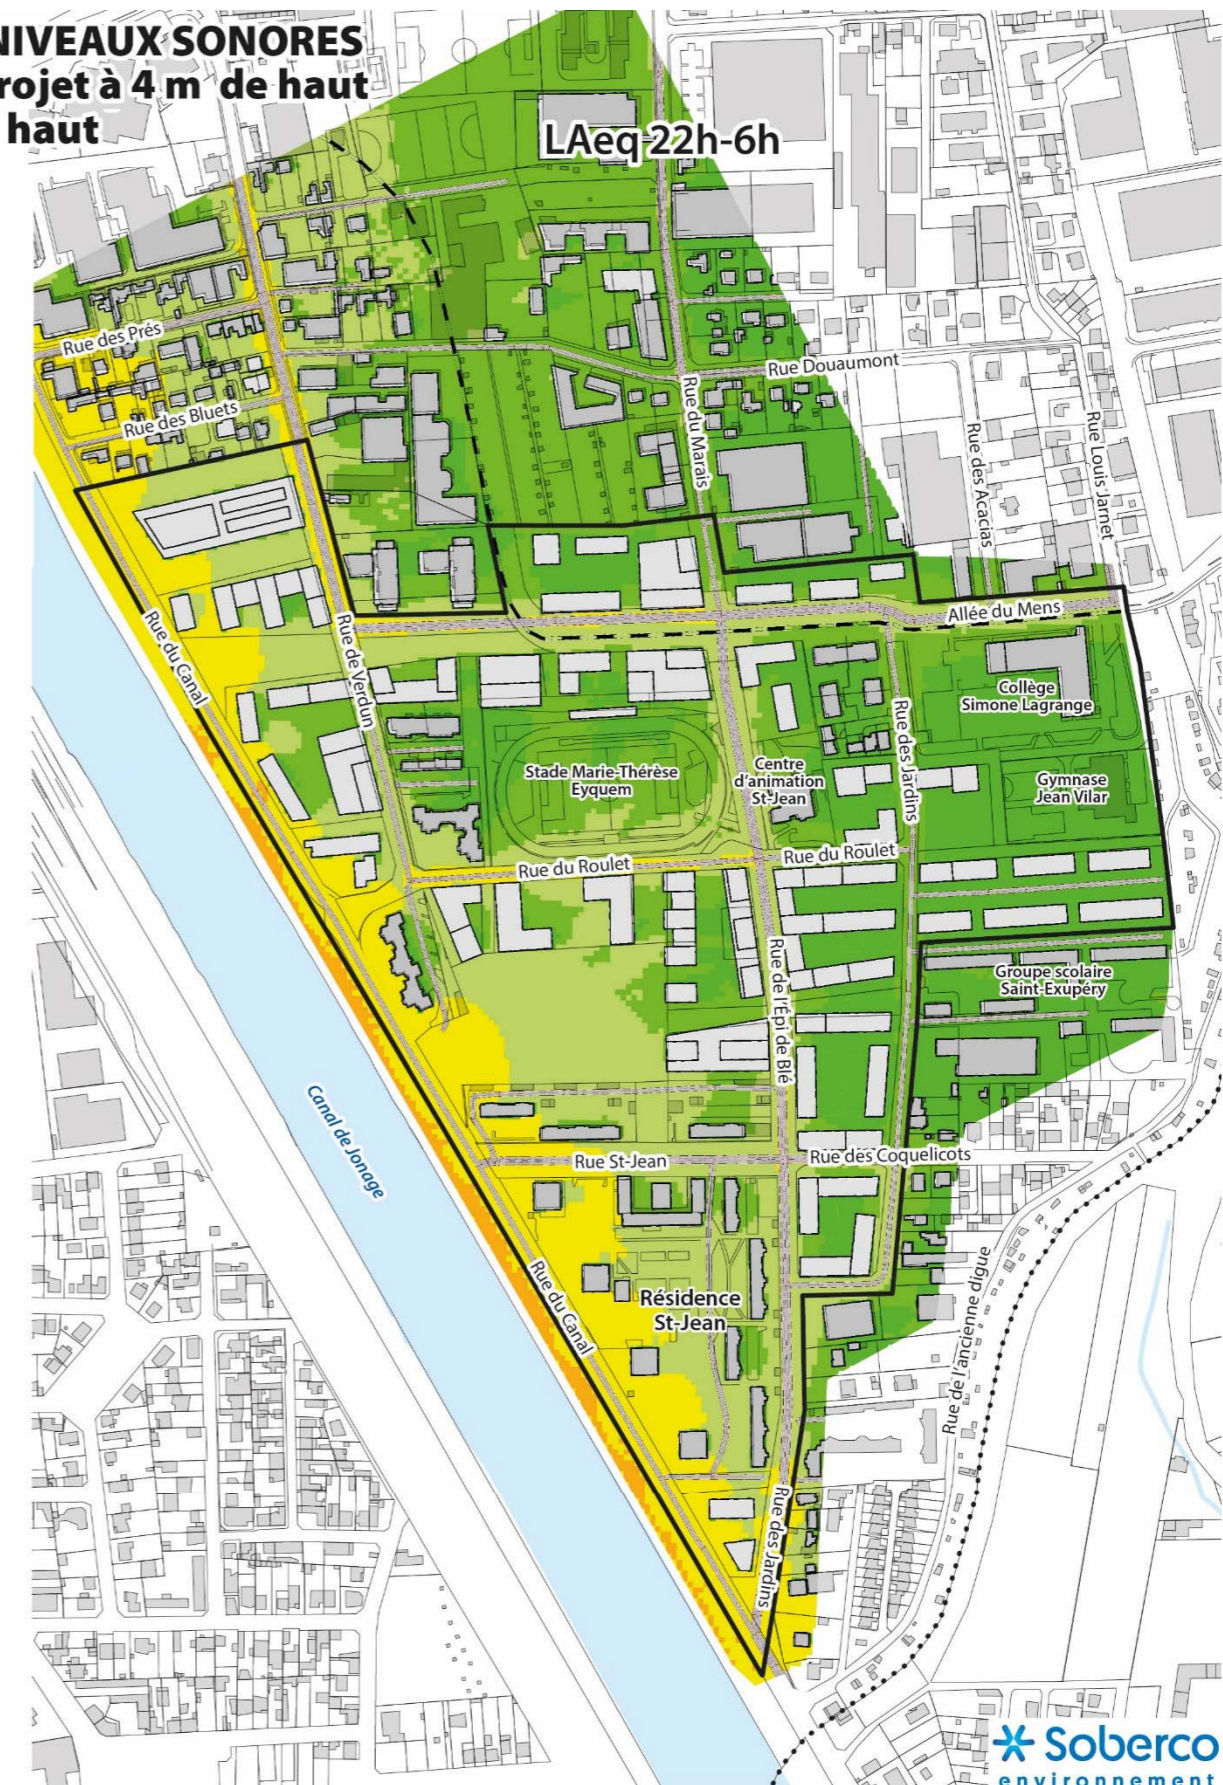 NIVEAUX SONORES
rojet à 4 m de haut
haut
LAeq 22h-6h
Rue des Prés
Rue Douaumont
Rue des Bluets
Rue du Marais
Rue des Acacias
Rue Louis Jarnet
Allée du Mens
Rue du Canal
Rue de Verdun
Collège
Simone Lagrange
Rue des Jardins
Stade Marie-Thérèse
Eyquem
Centre
d'animation
St-Jean
Gymnase
Jean Vilar
Rue du Roulet
Rue du Roulet
Rue de l'Épi de Blé
Groupe scolaire
Saint-Exupéry
Canal de Jonage
Rue St-Jean
Rue des Coquelicots
Rue du Canal
Résidence
St-Jean
Rue de l'ancienne digue
Rue des Jardins
Soberco
environnement